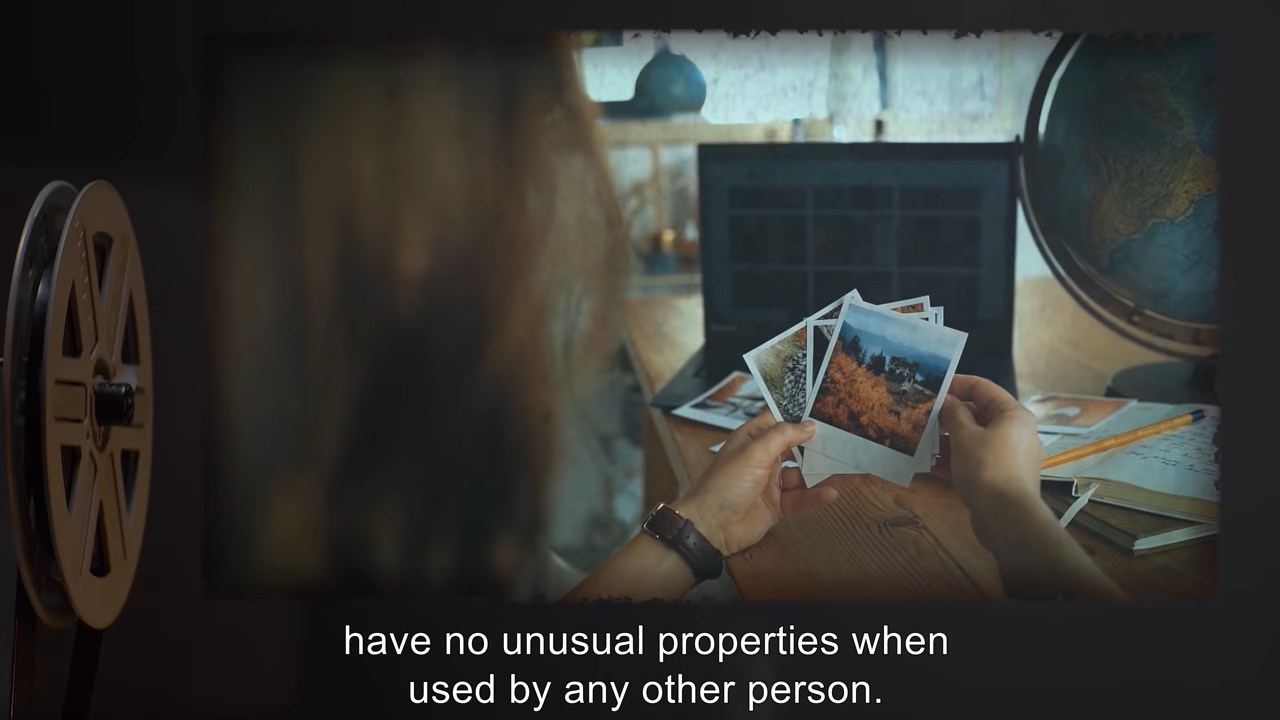 have no unusual properties when
used by any other person.